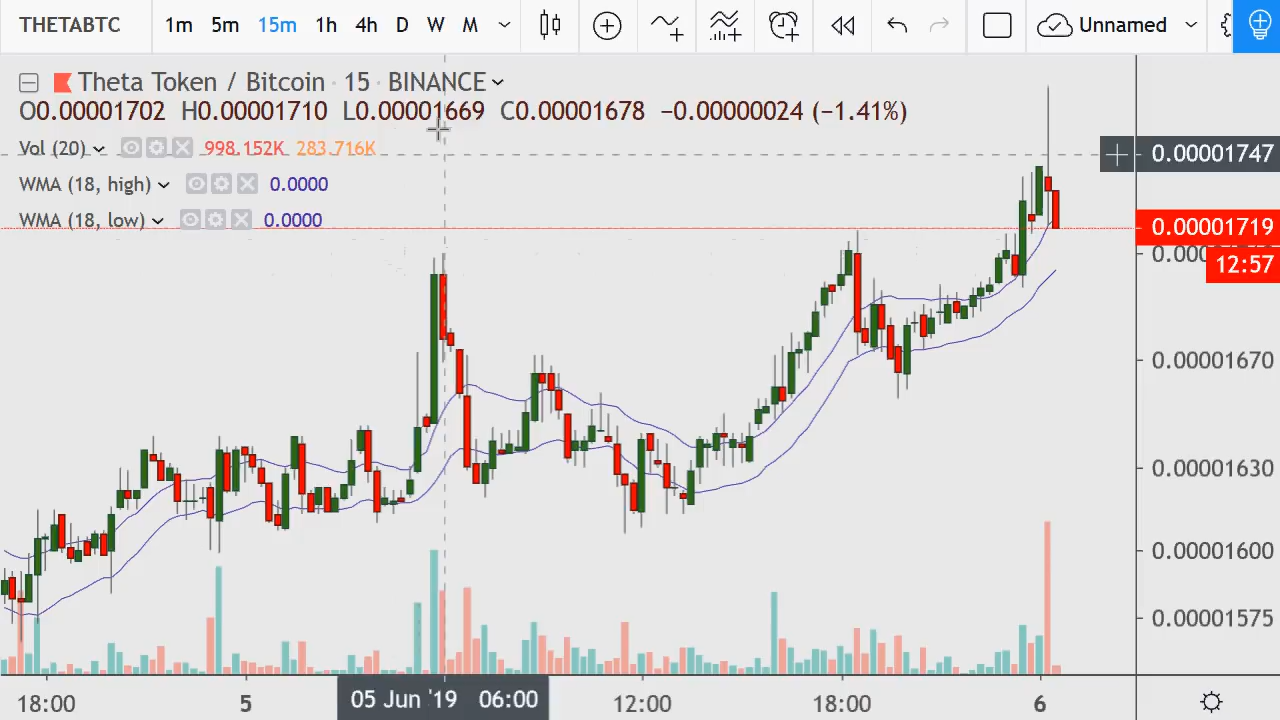 THETABTC 1m 5m 15m 1h 4h D W M Unnamed
Theta Token / Bitcoin · 15 · BINANCE
O0.00001702 H0.00001710 L0.00001669 C0.00001678 −0.00000024 (−1.41%)
Vol (20) 998.152K 283.716K
0.00001747
WMA (18, high) 0.0000
WMA (18, low) 0.0000
0.00001719
12:57
0.00001670
0.00001630
0.00001600
0.00001575
18:00 5 05 Jun '19 06:00 12:00 18:00 6